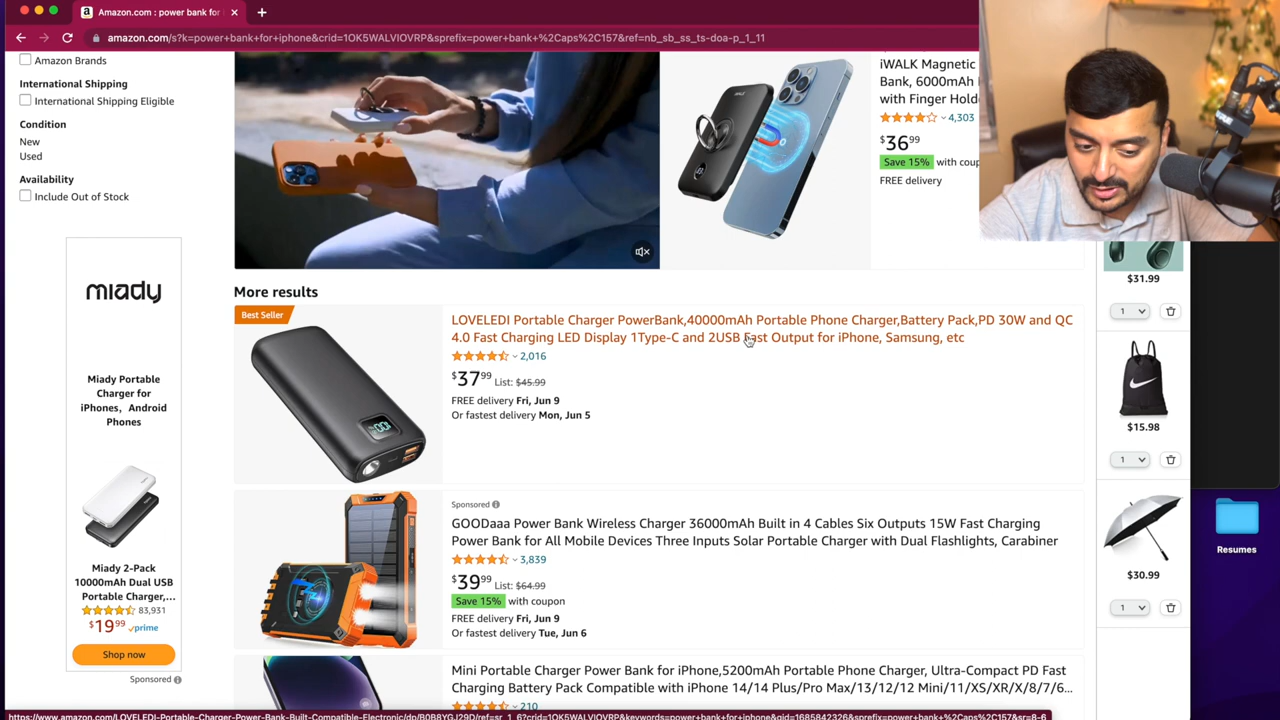 Amazon.com : power bank for
amazon.com/s?k=power+bank+for+iphone&crid=1OK5WALVIOVRP&sprefix=power+bank+%2Caps%2C157&ref=nb_sb_ss_ts-doa-p_1_11
Amazon Brands
International Shipping
International Shipping Eligible
Condition
New
Used
Availability
Include Out of Stock
miady
Miady Portable
Charger for
iPhones, Android
Phones
Miady 2-Pack
10000mAh Dual USB
Portable Charger,...
83,931
$19.99 prime
Shop now
Sponsored
iWALK Magnetic
Bank, 6000mAh
with Finger Hold
4,303
$36.99
Save 15% with coup
FREE delivery
More results
Best Seller
LOVELEDI Portable Charger PowerBank,40000mAh Portable Phone Charger,Battery Pack,PD 30W and QC
4.0 Fast Charging LED Display 1Type-C and 2USB Fast Output for iPhone, Samsung, etc
2,016
$37.99 List: $45.99
FREE delivery Fri, Jun 9
Or fastest delivery Mon, Jun 5
Sponsored
GOODaaa Power Bank Wireless Charger 36000mAh Built in 4 Cables Six Outputs 15W Fast Charging
Power Bank for All Mobile Devices Three Inputs Solar Portable Charger with Dual Flashlights, Carabiner
3,839
$39.99 List: $64.99
Save 15% with coupon
FREE delivery Fri, Jun 9
Or fastest delivery Tue, Jun 6
Mini Portable Charger Power Bank for iPhone,5200mAh Portable Phone Charger, Ultra-Compact PD Fast
Charging Battery Pack Compatible with iPhone 14/14 Plus/Pro Max/13/12/12 Mini/11/XS/XR/X/8/7/6...
210
$31.99
1
$15.98
1
$30.99
1
Resumes